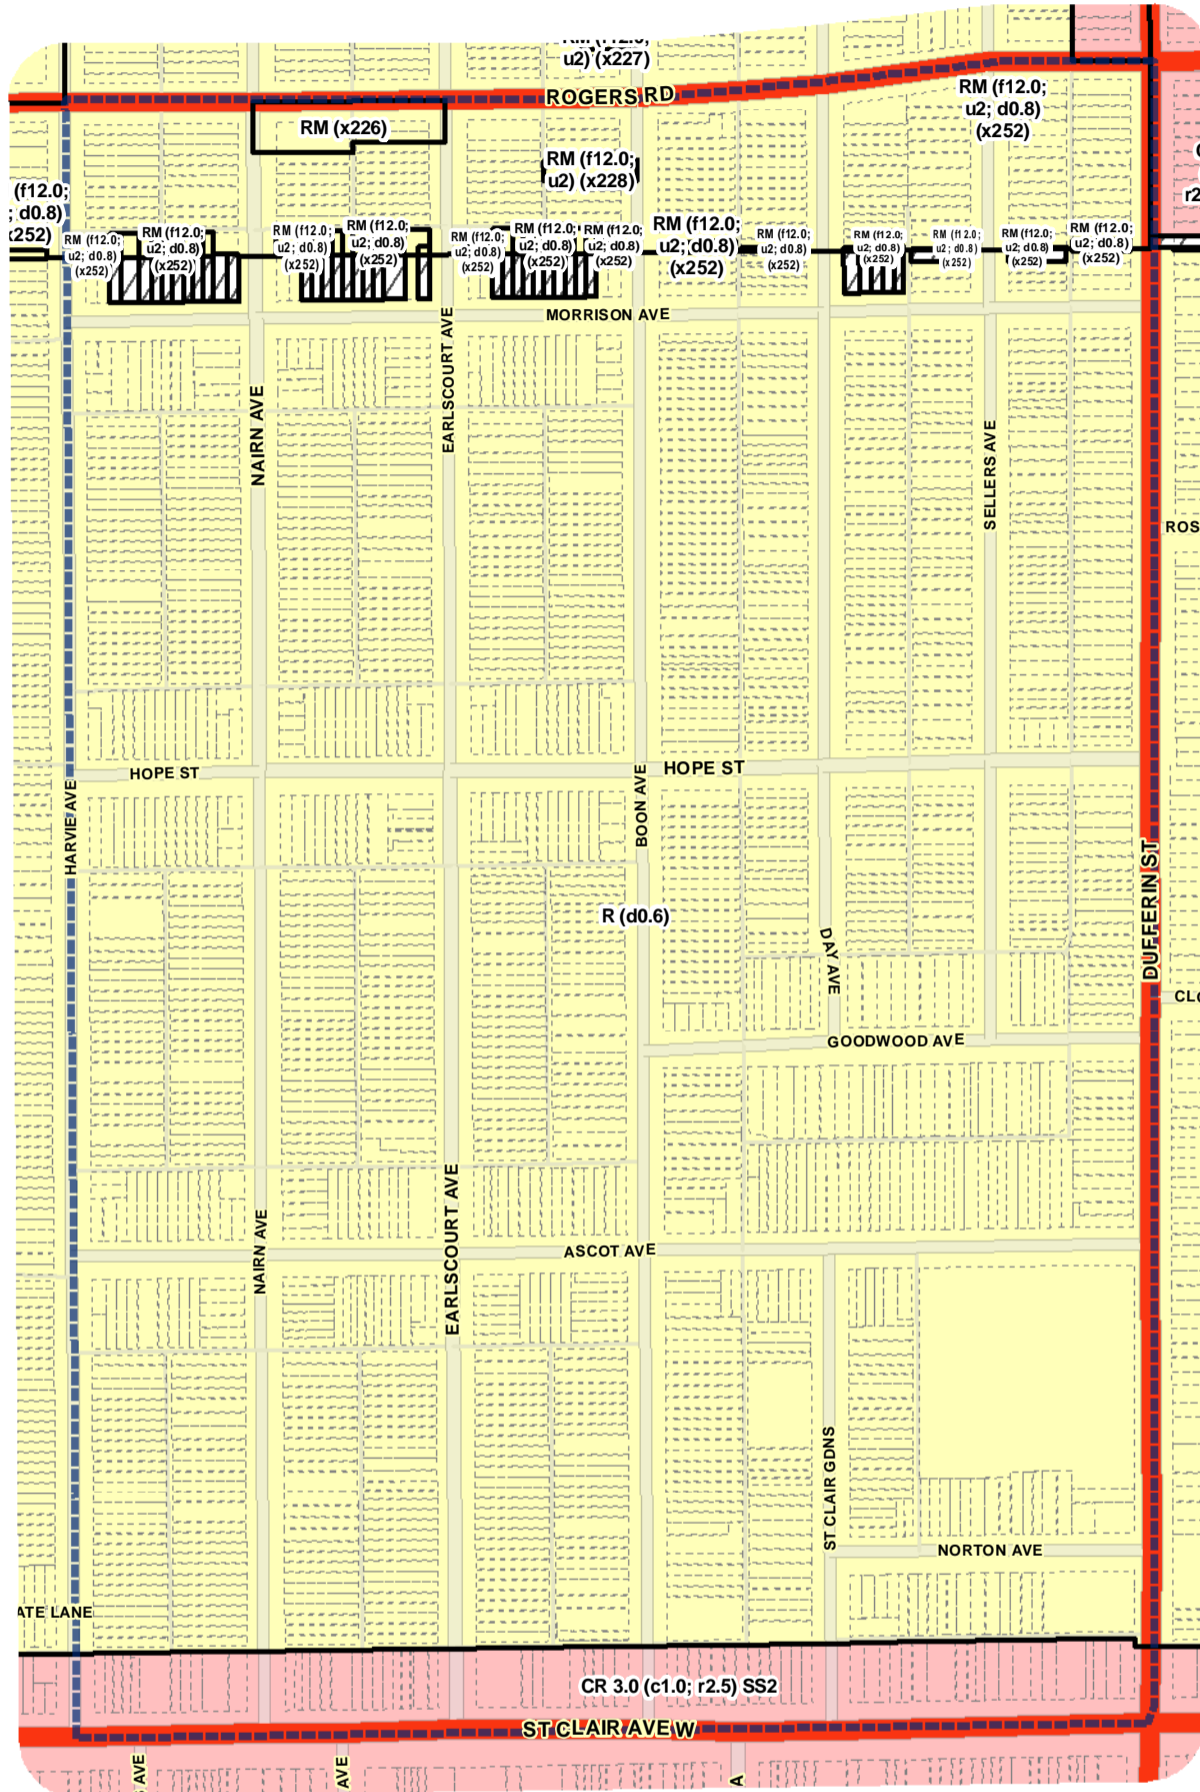 u2) (x227)
ROGERS RD
RM (f12.0;
u2; d0.8)
(x252)
RM (x226)
RM (f12.0;
u2) (x228)
(f12.0;
; d0.8)
x252)
r2
RM (f12.0;
u2; d0.8)
(x252)
RM (f12.0;
u2; d0.8)
(x252)
RM (f12.0;
u2; d0.8)
(x252)
RM (f12.0;
u2; d0.8)
(x252)
RM (f12.0;
u2; d0.8)
(x252)
RM (f12.0;
u2; d0.8)
(x252)
RM (f12.0;
u2; d0.8)
(x252)
RM (f12.0;
u2; d0.8)
(x252)
RM (f12.0;
u2; d0.8)
(x252)
RM (f12.0;
u2; d0.8)
(x252)
RM (f12.0;
u2; d0.8)
(x252)
RM (f12.0;
u2; d0.8)
(x252)
RM (f12.0;
u2; d0.8)
(x252)
MORRISON AVE
EARLSCOURT AVE
NAIRN AVE
SELLERS AVE
ROS
HOPE ST
HOPE ST
HARVIE AVE
BOON AVE
DUFFERIN ST
R (d0.6)
DAY AVE
CLO
GOODWOOD AVE
NAIRN AVE
EARLSCOURT AVE
ASCOT AVE
ST CLAIR GDNS
NORTON AVE
ATE LANE
CR 3.0 (c1.0; r2.5) SS2
ST CLAIR AVE W
AVE
AVE
A